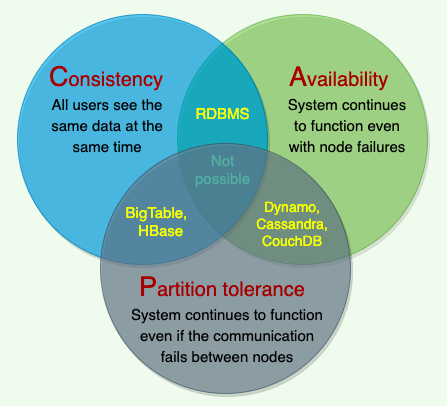 Consistency
All users see the
same data at the
same time
Availability
System continues
to function even
with node failures
RDBMS
Not
possible
BigTable,
HBase
Dynamo,
Cassandra,
CouchDB
Partition tolerance
System continues to function
even if the communication
fails between nodes